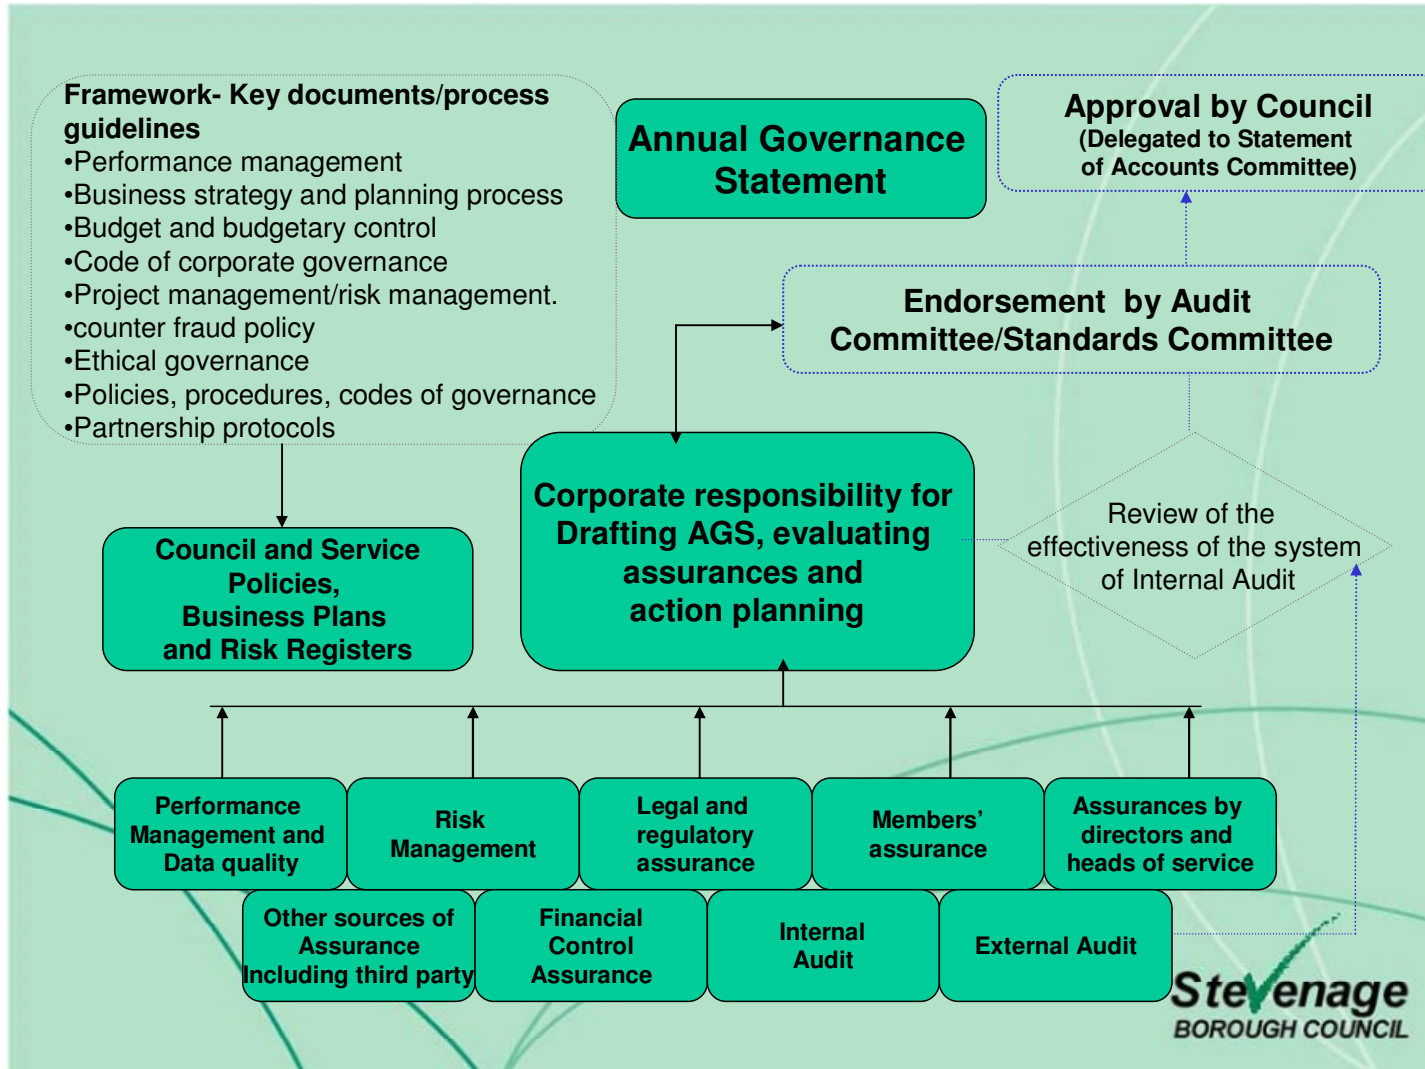 Framework- Key documents/process
guidelines
•Performance management
•Business strategy and planning process
•Budget and budgetary control
•Code of corporate governance
•Project management/risk management.
•counter fraud policy
•Ethical governance
•Policies, procedures, codes of governance
•Partnership protocols
Annual Governance
Statement
Approval by Council
(Delegated to Statement
of Accounts Committee)
Endorsement by Audit
Committee/Standards Committee
Corporate responsibility for
Drafting AGS, evaluating
assurances and
action planning
Review of the
effectiveness of the system
of Internal Audit
Council and Service
Policies,
Business Plans
and Risk Registers
Performance
Management and
Data quality
Risk
Management
Legal and
regulatory
assurance
Members’
assurance
Assurances by
directors and
heads of service
Other sources of
Assurance
Including third party
Financial
Control
Assurance
Internal
Audit
External Audit
Stevenage
BOROUGH COUNCIL